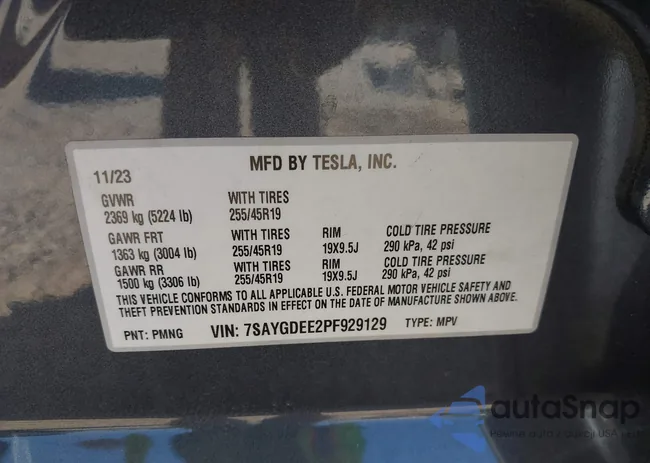 MFD BY TESLA, INC.
11/23
GVWR WITH TIRES
2369 kg (5224 lb) 255/45R19
GAWR FRT WITH TIRES RIM COLD TIRE PRESSURE
1363 kg (3004 lb) 255/45R19 19X9.5J 290 kPa, 42 psi
GAWR RR WITH TIRES RIM COLD TIRE PRESSURE
1500 kg (3306 lb) 255/45R19 19X9.5J 290 kPa, 42 psi
THIS VEHICLE CONFORMS TO ALL APPLICABLE U.S. FEDERAL MOTOR VEHICLE SAFETY AND
THEFT PREVENTION STANDARDS IN EFFECT ON THE DATE OF MANUFACTURE SHOWN ABOVE.
PNT: PMNG VIN: 7SAYGDEE2PF929129 TYPE: MPV
autaSnap
auta z aukcji USA